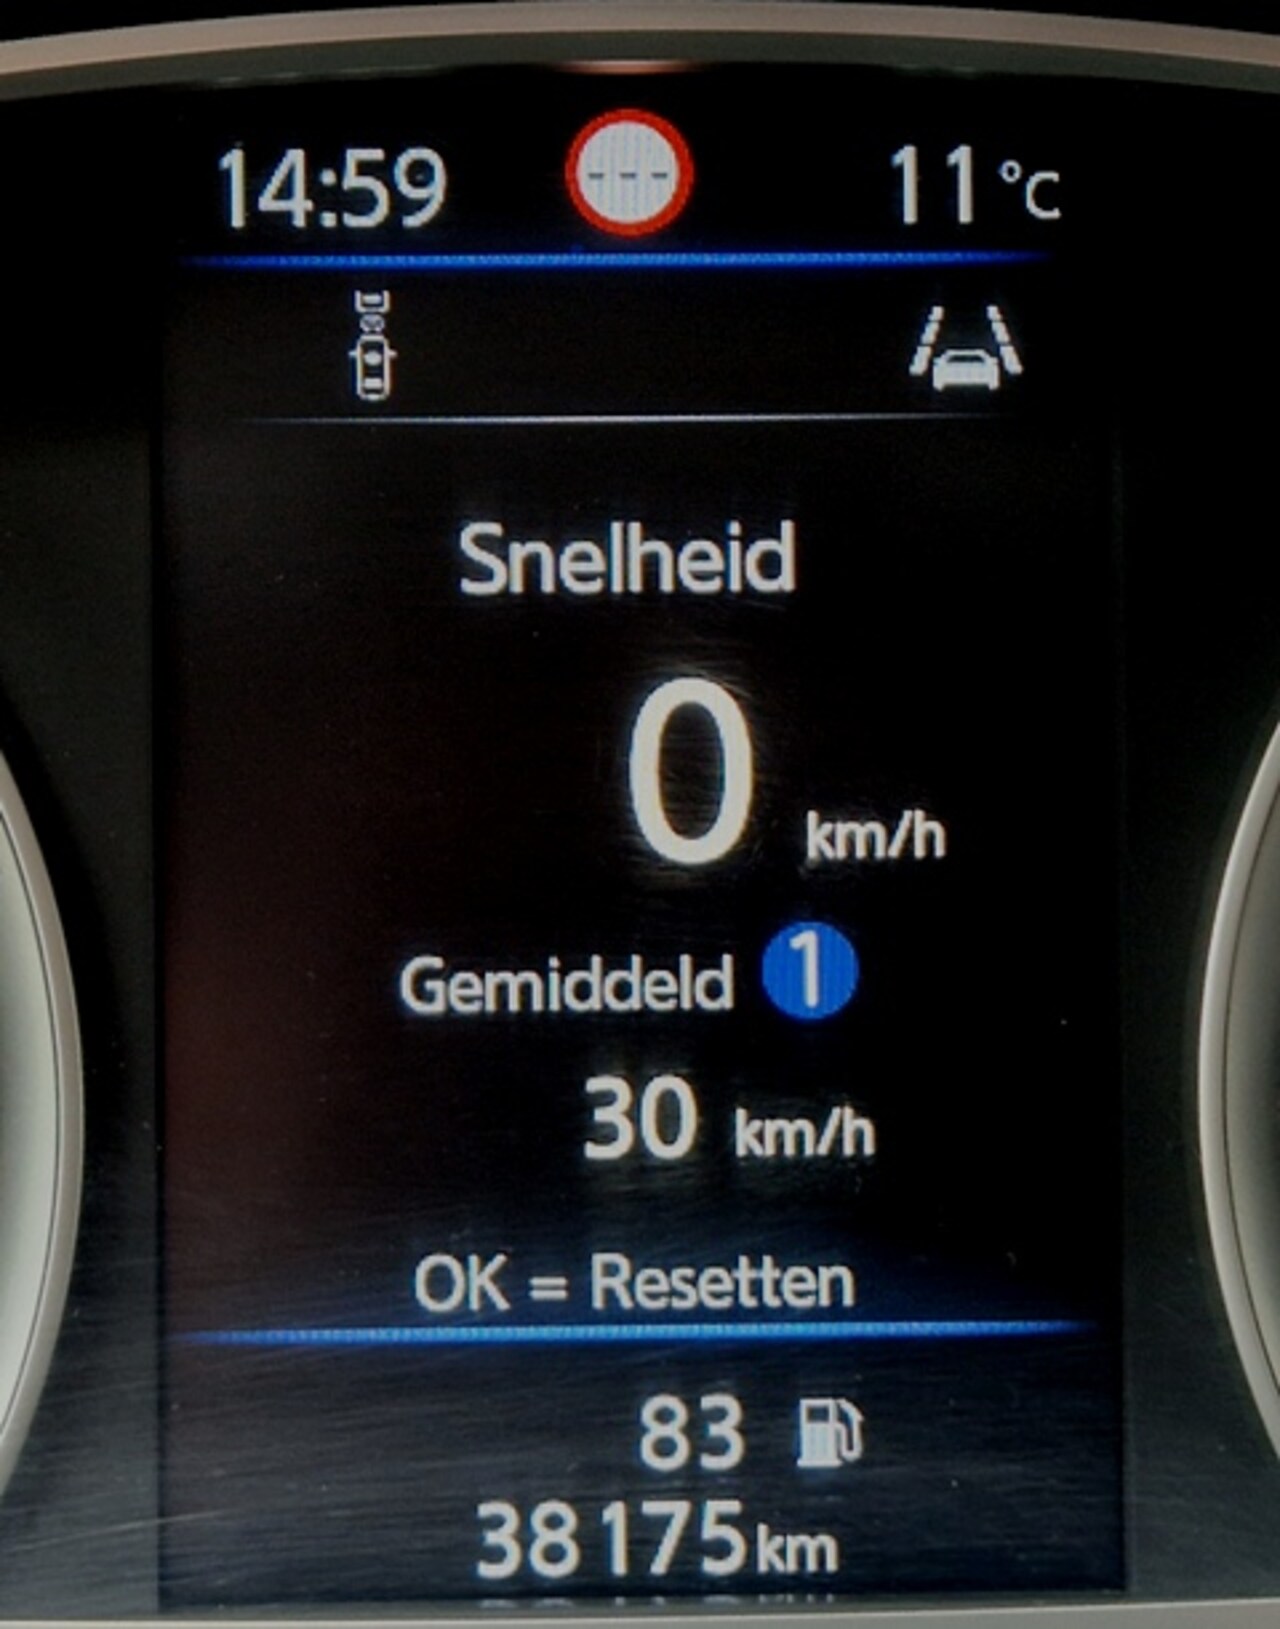 14:59 --- 11 °C
Snelheid
0 km/h
Gemiddeld 1
30 km/h
OK = Resetten
83
38175 km